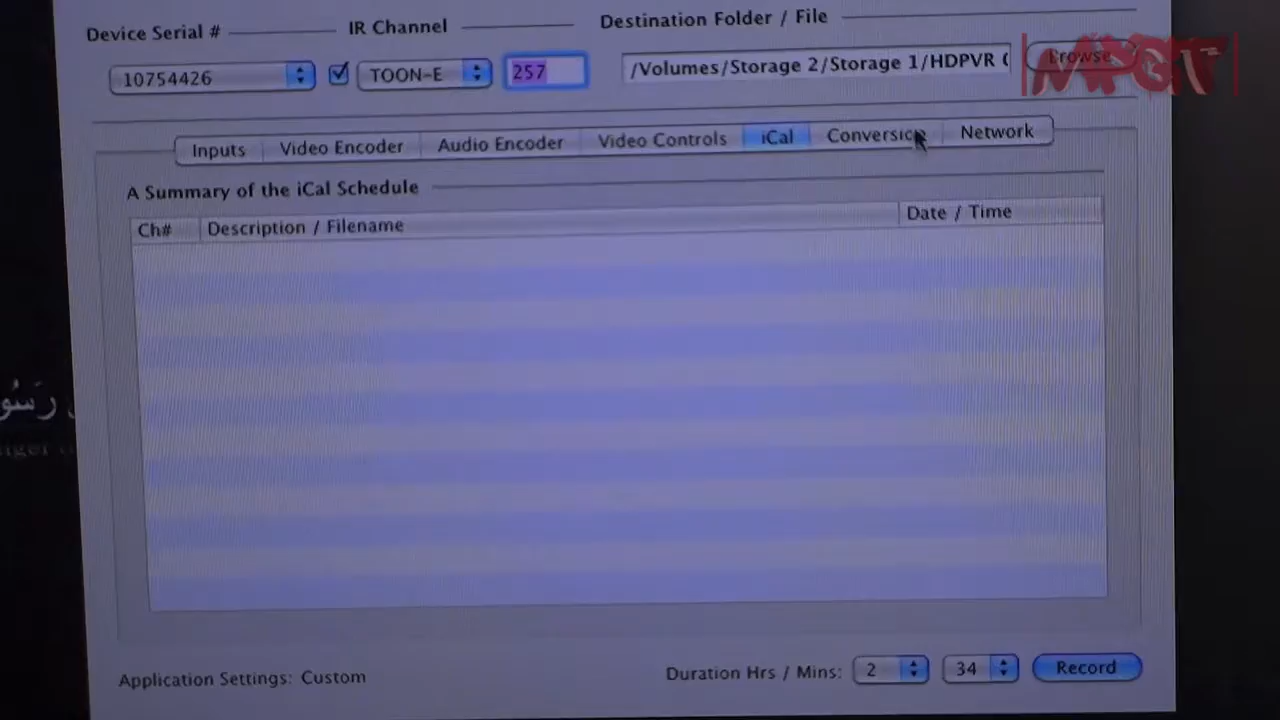 Device Serial # IR Channel Destination Folder / File
10754426 TOON-E 257 /Volumes/Storage 2/Storage 1/HDPVR Browse
Inputs Video Encoder Audio Encoder Video Controls iCal Conversion Network
A Summary of the iCal Schedule
Ch# Description / Filename Date / Time
Application Settings: Custom Duration Hrs / Mins: 2 34 Record